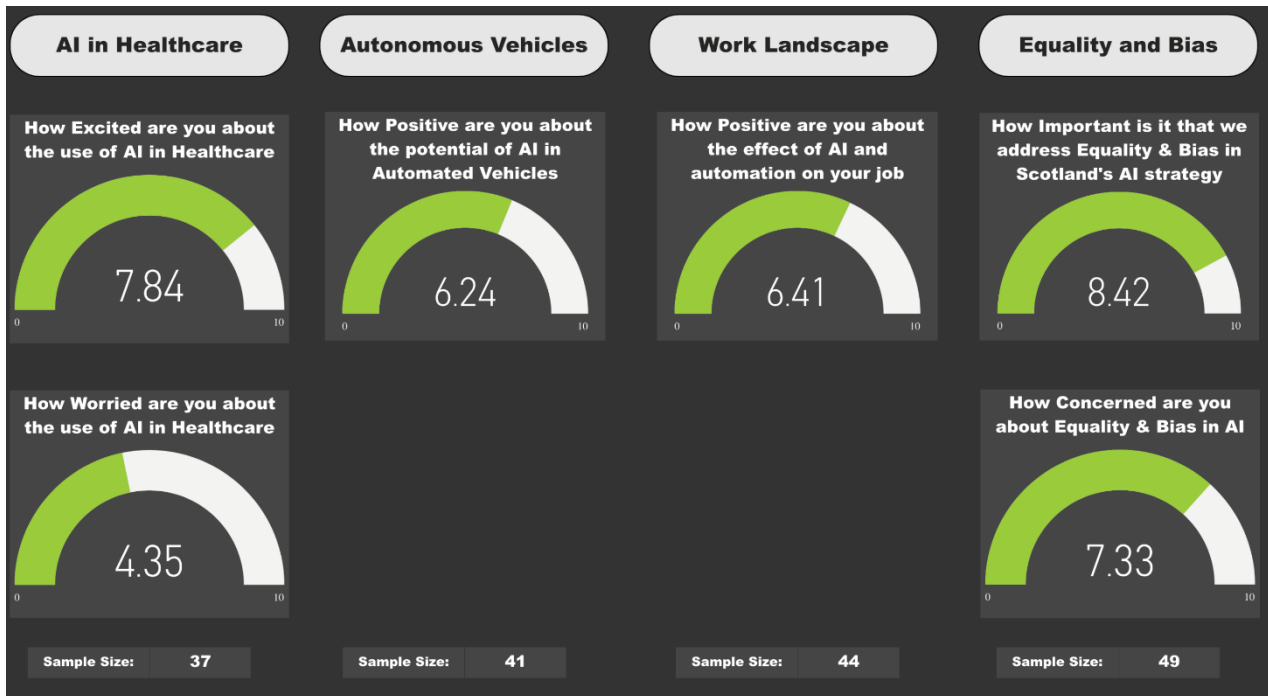 AI in Healthcare
Autonomous Vehicles
Work Landscape
Equality and Bias
How Excited are you about
the use of AI in Healthcare
7.84
0
10
How Positive are you about
the potential of AI in
Automated Vehicles
6.24
0
10
How Positive are you about
the effect of AI and
automation on your job
6.41
0
10
How Important is it that we
address Equality & Bias in
Scotland's AI strategy
8.42
0
10
How Worried are you about
the use of AI in Healthcare
4.35
0
10
How Concerned are you
about Equality & Bias in AI
7.33
0
10
Sample Size: 37
Sample Size: 41
Sample Size: 44
Sample Size: 49